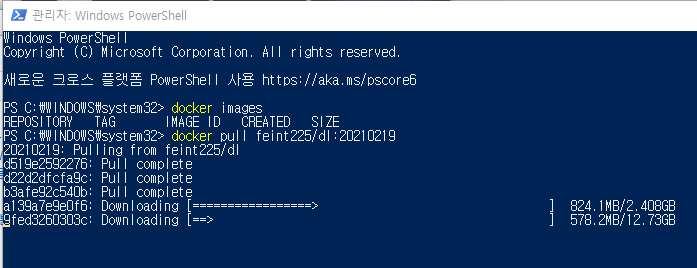 관리자: Windows PowerShell
Windows PowerShell
Copyright (C) Microsoft Corporation. All rights reserved.
새로운 크로스 플랫폼 PowerShell 사용 https://aka.ms/pscore6
PS C:₩WINDOWS₩system32> docker images
REPOSITORY   TAG       IMAGE ID   CREATED   SIZE
PS C:₩WINDOWS₩system32> docker pull feint225/dl:20210219
20210219: Pulling from feint225/dl
d519e2592276: Pull complete
d22d2dfcfa9c: Pull complete
b3afe92c540b: Pull complete
a139a7e9e0f6: Downloading [=================>                                 ]  824.1MB/2.408GB
9fed3260303c: Downloading [==>                                                ]  578.2MB/12.73GB